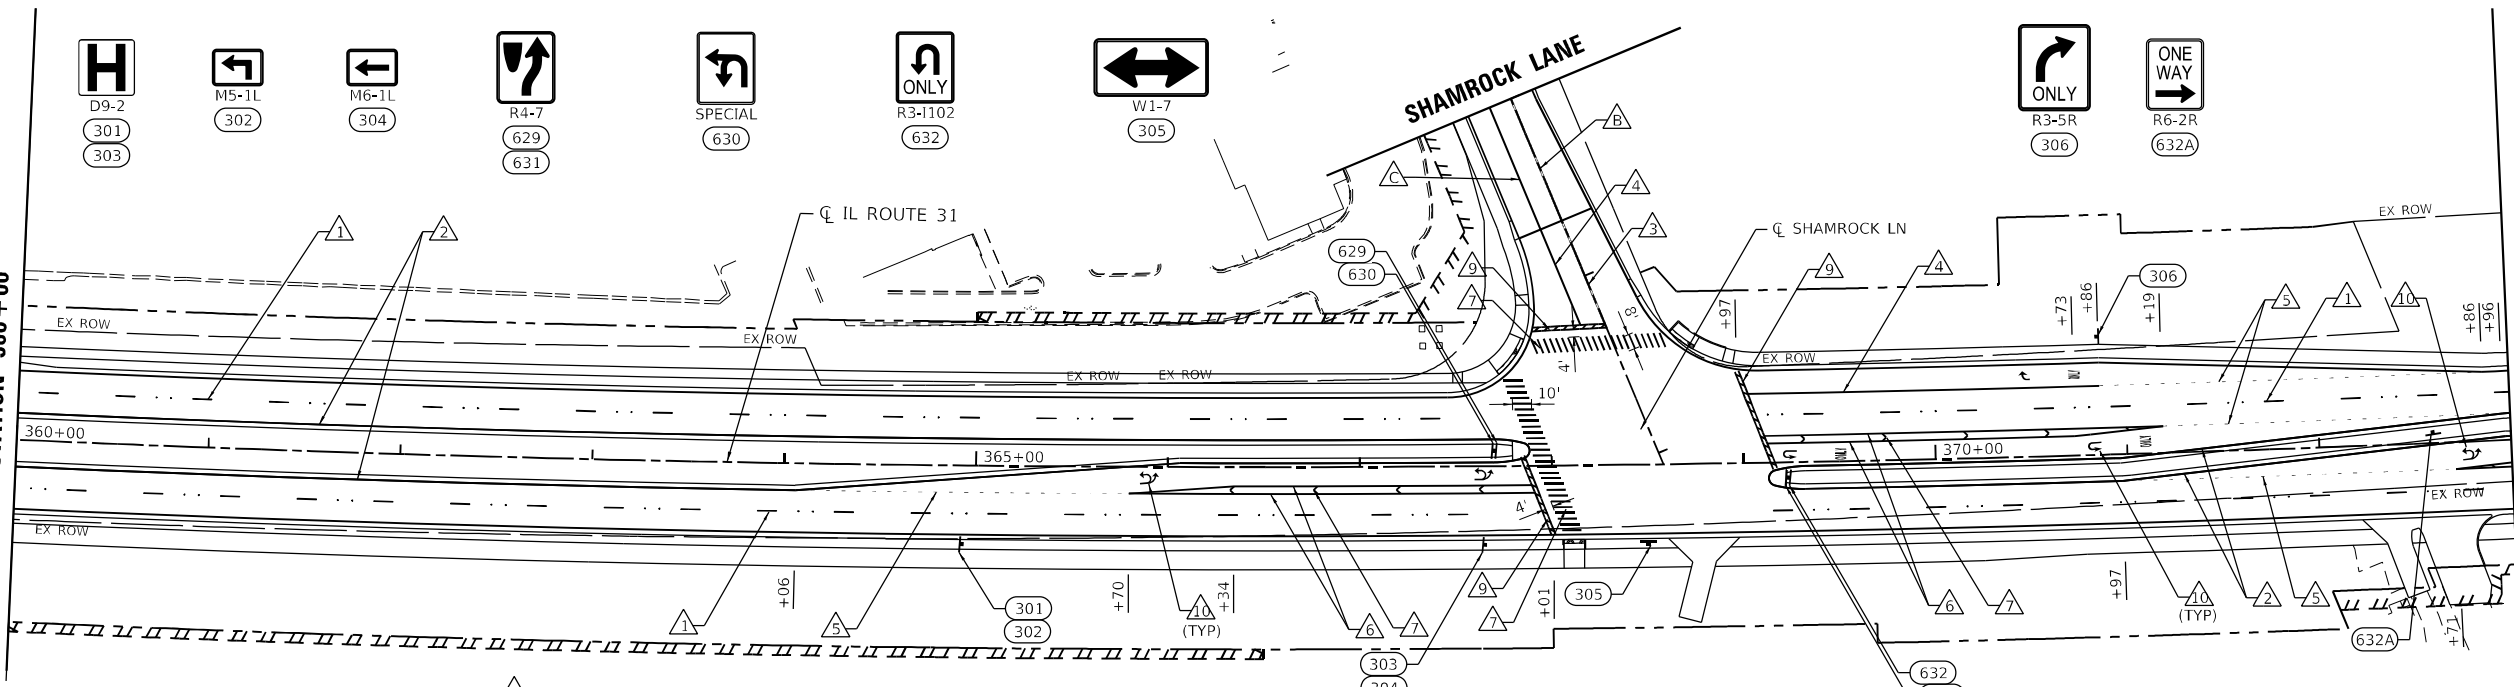 H
D9-2
301
303
M5-1L
302
M6-1L
304
R4-7
629
631
SPECIAL
630
ONLY
R3-I102
632
W1-7
305
SHAMROCK LANE
ONLY
R3-5R
306
ONE
WAY
R6-2R
632A
B
C
4
3
1
2
℄ IL ROUTE 31
629
630
9
7
℄ SHAMROCK LN
9
4
306
5
1
10
EX ROW
+97
+73
+86
+19
+86
+96
8'
4'
10'
EX ROW
EX ROW
EX ROW
EX ROW
EX ROW
360+00
365+00
370+00
ONLY
EX ROW
EX ROW
4'
+06
+70
+34
+01
+97
+71
1
5
301
302
10
(TYP)
6
7
9
7
305
303
6
7
10
(TYP)
2
5
632A
632